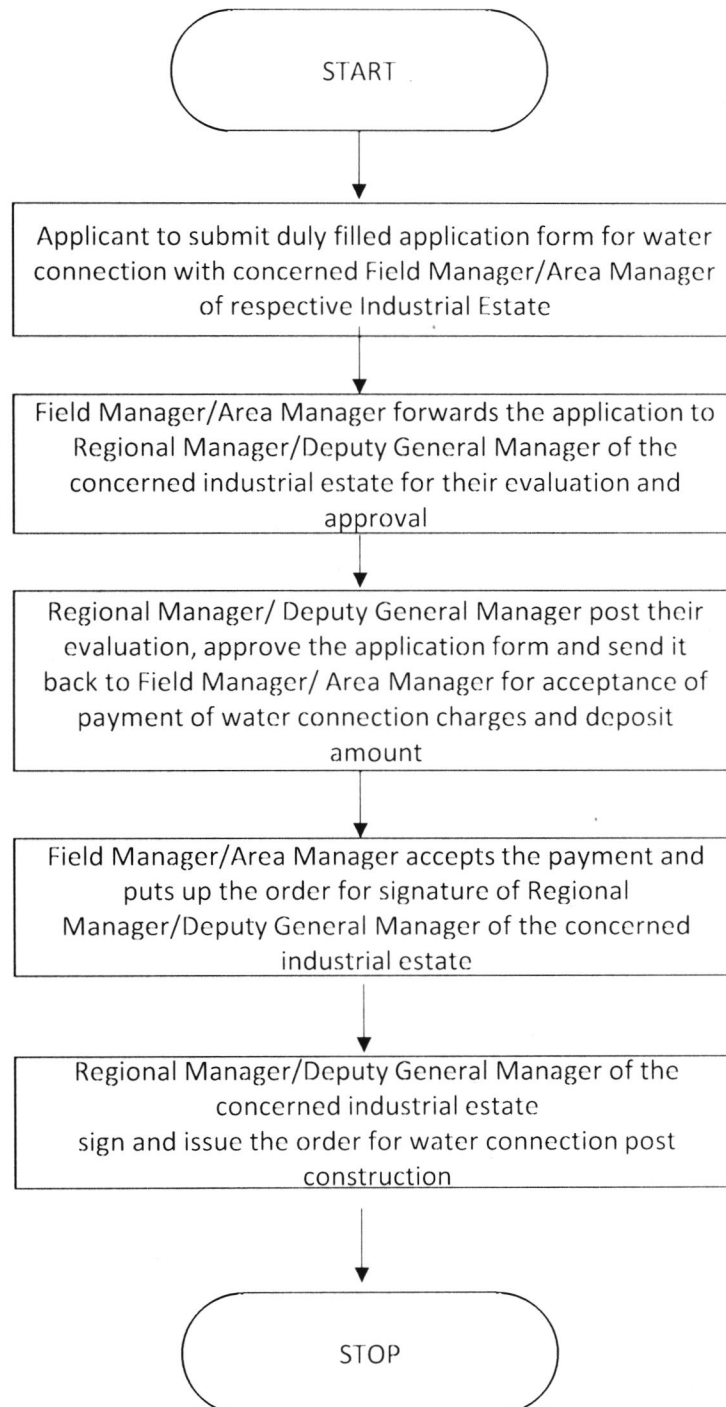 START
Applicant to submit duly filled application form for water
connection with concerned Field Manager/Area Manager
of respective Industrial Estate
Field Manager/Area Manager forwards the application to
Regional Manager/Deputy General Manager of the
concerned industrial estate for their evaluation and
approval
Regional Manager/ Deputy General Manager post their
evaluation, approve the application form and send it
back to Field Manager/ Area Manager for acceptance of
payment of water connection charges and deposit
amount
Field Manager/Area Manager accepts the payment and
puts up the order for signature of Regional
Manager/Deputy General Manager of the concerned
industrial estate
Regional Manager/Deputy General Manager of the
concerned industrial estate
sign and issue the order for water connection post
construction
STOP